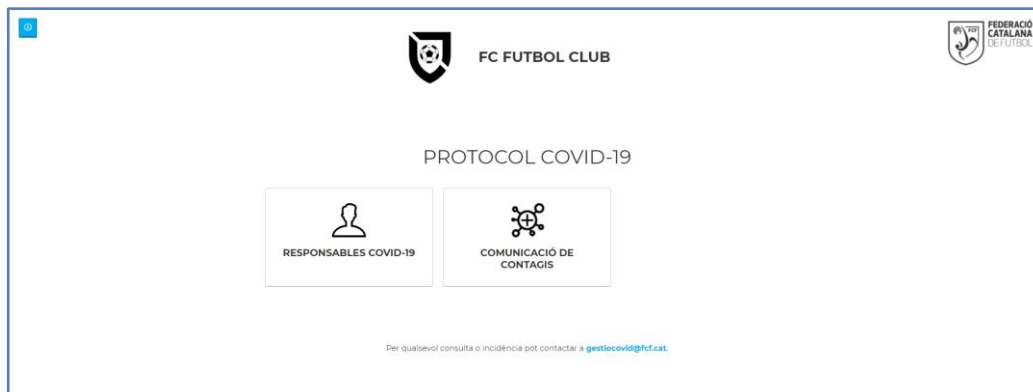 FC FUTBOL CLUB
FEDERACIÓ
CATALANA
DE FUTBOL
PROTOCOL COVID-19
RESPONSABLES COVID-19
COMUNICACIÓ DE
CONTAGIS
Per qualsevol consulta o incidència pot contactar a gestiocovid@fcf.cat.